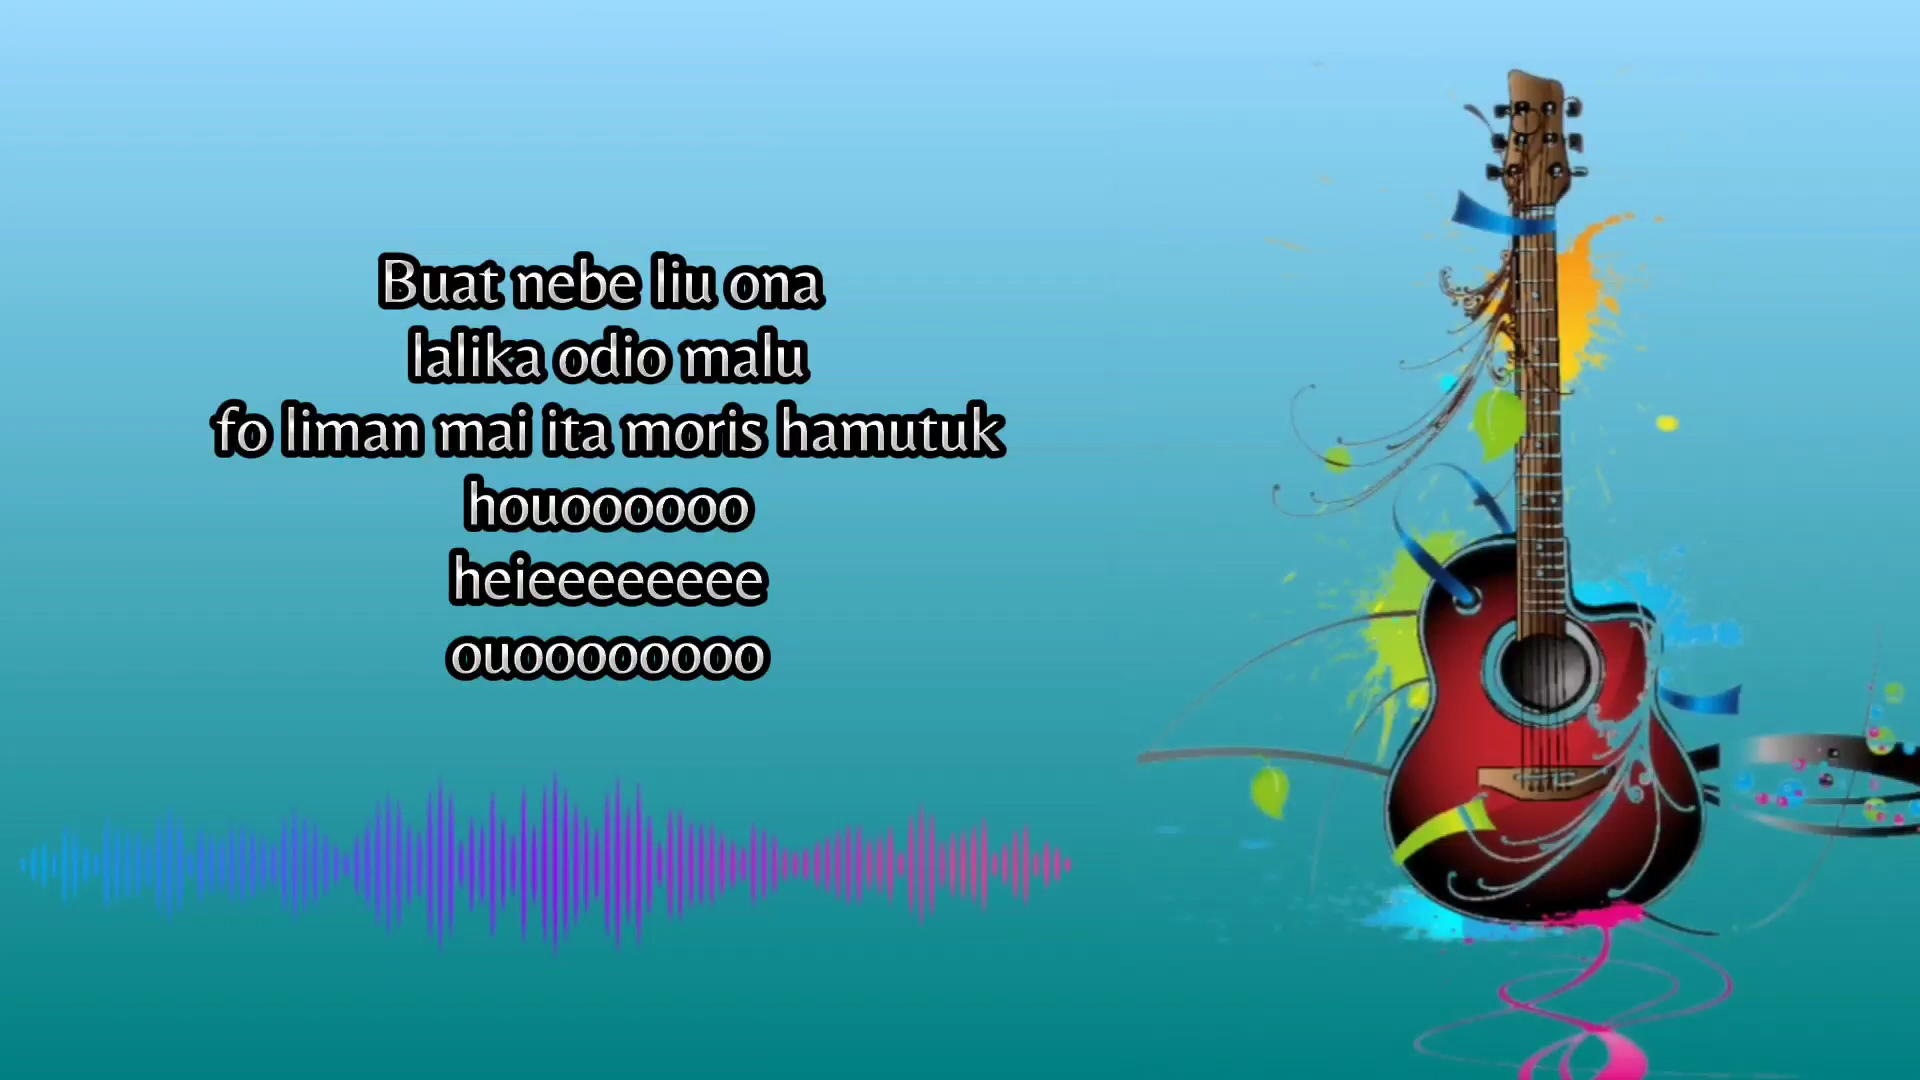 Buat nebe liu ona
lalika odio malu
fo liman mai ita moris hamutuk
houoooooo
heieeeeeeee
ouooooooooo